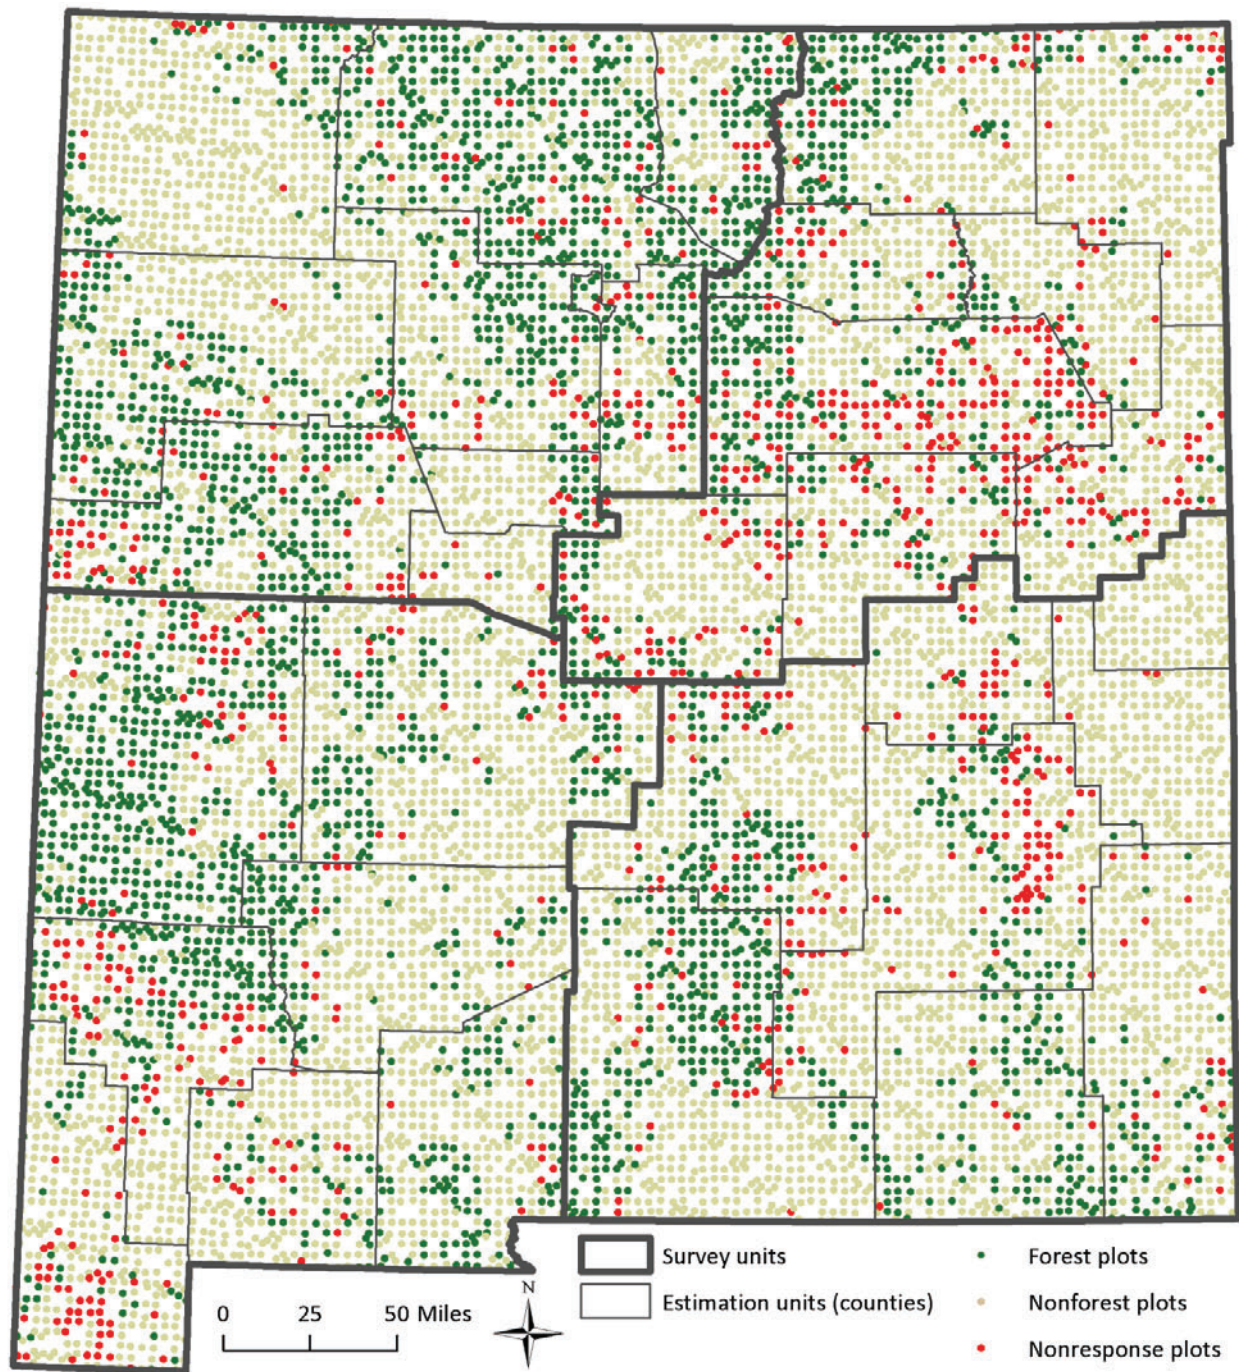 Survey units
Forest plots
Estimation units (counties)
Nonforest plots
Nonresponse plots
0 25 50 Miles
N